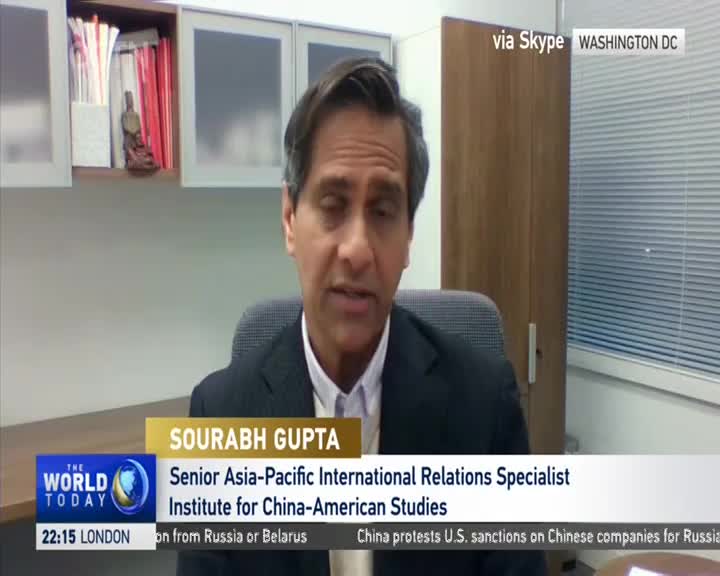 via Skype WASHINGTON DC
SOURABH GUPTA
Senior Asia-Pacific International Relations Specialist
Institute for China-American Studies
THE
WORLD
TODAY
22:15 LONDON
on from Russia or Belarus China protests U.S. sanctions on Chinese companies for Russia